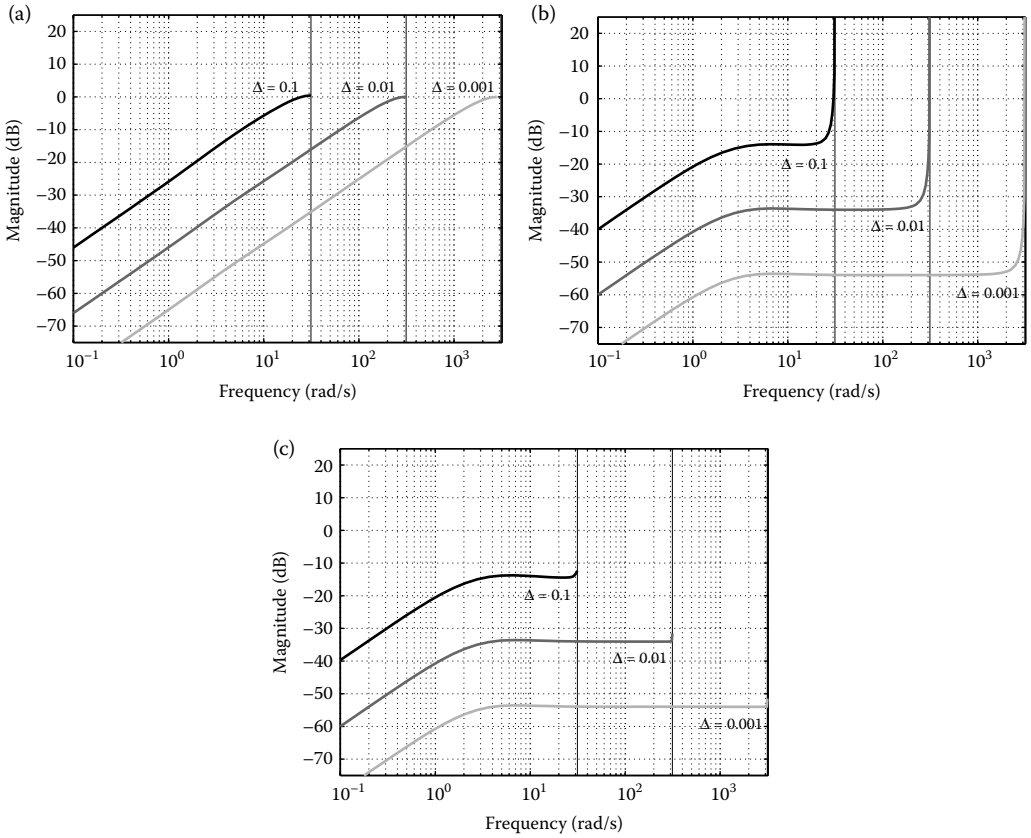 (a)
20
10
0
−10
−20
−30
−40
−50
−60
−70
Magnitude (dB)
Δ = 0.1
Δ = 0.01
Δ = 0.001
10⁻¹
10⁰
10¹
10²
10³
Frequency (rad/s)
(b)
20
10
0
−10
−20
−30
−40
−50
−60
−70
Magnitude (dB)
Δ = 0.1
Δ = 0.01
Δ = 0.001
10⁻¹
10⁰
10¹
10²
10³
Frequency (rad/s)
(c)
20
10
0
−10
−20
−30
−40
−50
−60
−70
Magnitude (dB)
Δ = 0.1
Δ = 0.01
Δ = 0.001
10⁻¹
10⁰
10¹
10²
10³
Frequency (rad/s)